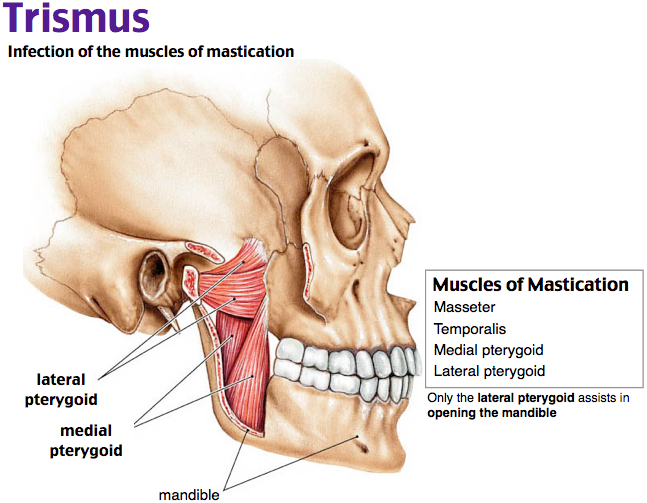 Trismus
Infection of the muscles of mastication
Muscles of Mastication
Masseter
Temporalis
Medial pterygoid
Lateral pterygoid
Only the lateral pterygoid assists in
opening the mandible
lateral
pterygoid
medial
pterygoid
mandible